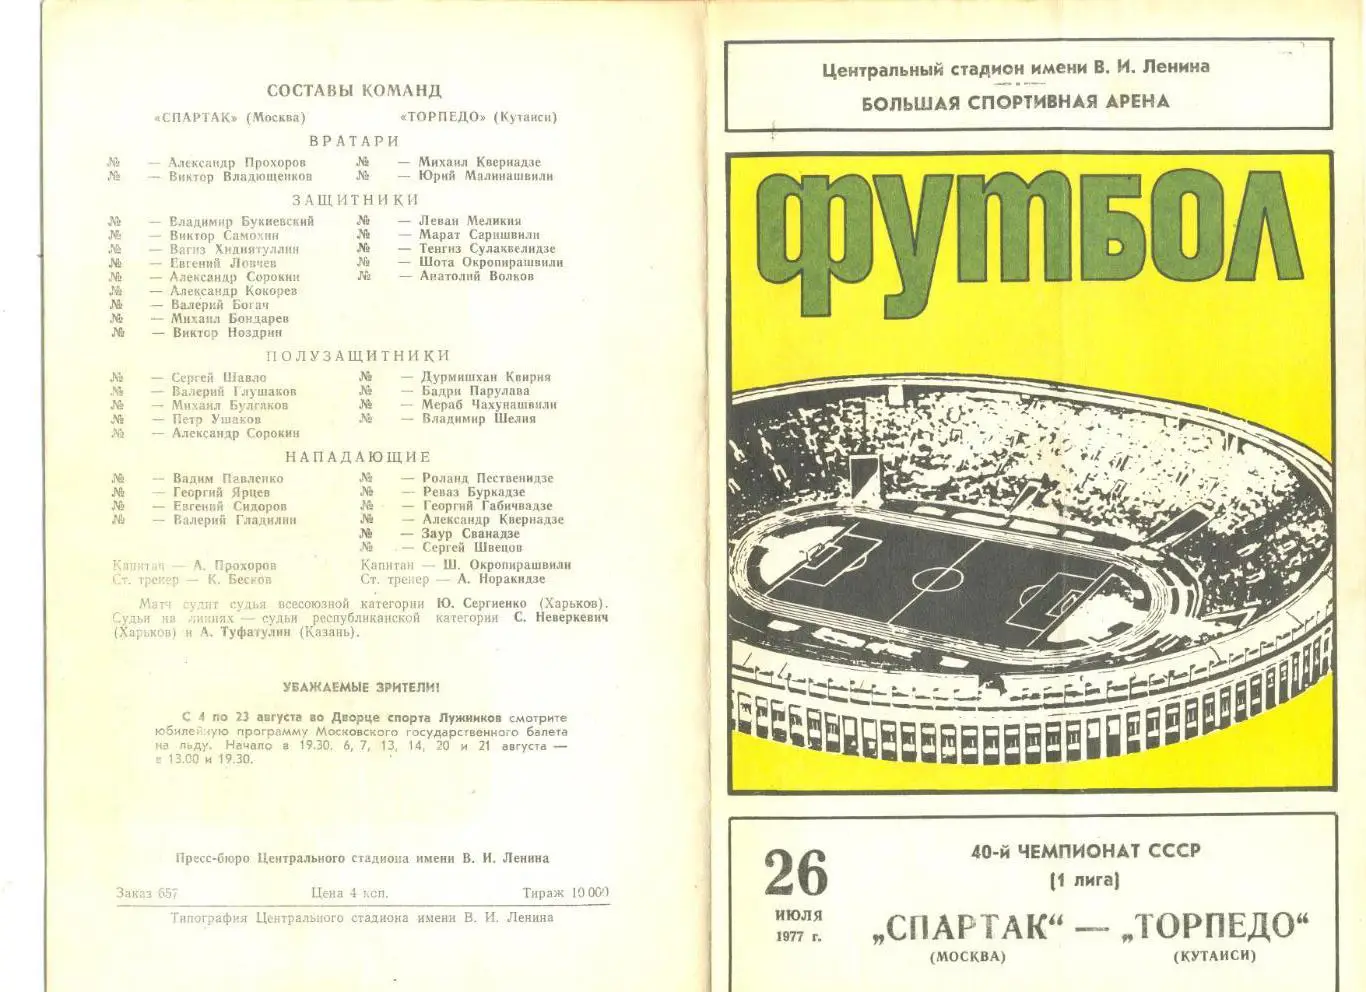 СОСТАВЫ КОМАНД
«СПАРТАК» (Москва) «ТОРПЕДО» (Кутаиси)
ВРАТАРИ
№ — Александр Прохоров № — Михаил Квернадзе
№ — Виктор Владющенков № — Юрий Малинашвили
ЗАЩИТНИКИ
№ — Владимир Букиевский № — Леван Меликия
№ — Виктор Самохин № — Марат Саришвили
№ — Вагиз Хидиятуллин № — Тенгиз Сулахвелидзе
№ — Евгений Ловчев № — Шота Окропирашвили
№ — Александр Сорокин № — Анатолий Волков
№ — Александр Кокорев
№ — Валерий Богач
№ — Михаил Бондарев
№ — Виктор Ноздрин
ПОЛУЗАЩИТНИКИ
№ — Сергей Шавло № — Дурмишхан Квирия
№ — Валерий Глушаков № — Бадри Парулава
№ — Михаил Булгаков № — Мераб Чахунашвили
№ — Петр Ушаков № — Владимир Шелия
№ — Александр Сорокин
НАПАДАЮЩИЕ
№ — Вадим Павленко № — Роланд Пественидзе
№ — Георгий Ярцев № — Реваз Буркадзе
№ — Евгений Сидоров № — Георгий Габичвадзе
№ — Валерий Гладилин № — Александр Квернадзе
№ — Заур Сванадзе
№ — Сергей Швецов
Капитан — А. Прохоров Капитан — Ш. Окропирашвили
Ст. тренер — К. Бесков Ст. тренер — А. Норакидзе
Матч судит судья всесоюзной категории Ю. Сергиенко (Харьков).
Судьи на линиях — судьи республиканской категории С. Неверкевич
(Харьков) и А. Туфатулин (Казань).
УВАЖАЕМЫЕ ЗРИТЕЛИ!
С 4 по 23 августа во Дворце спорта Лужников смотрите
юбилейную программу Московского государственного балета
на льду. Начало в 19.30. 6, 7, 13, 14, 20 и 21 августа —
в 13.00 и 19.30.
Пресс-бюро Центрального стадиона имени В. И. Ленина
Заказ 657 Цена 4 коп. Тираж 10 000
Типография Центрального стадиона имени В. И. Ленина
Центральный стадион имени В. И. Ленина
БОЛЬШАЯ СПОРТИВНАЯ АРЕНА
ФУТБОЛ
26
ИЮЛЯ
1977 г.
40-й ЧЕМПИОНАТ СССР
(1 лига)
„СПАРТАК" — „ТОРПЕДО"
(МОСКВА) (КУТАИСИ)